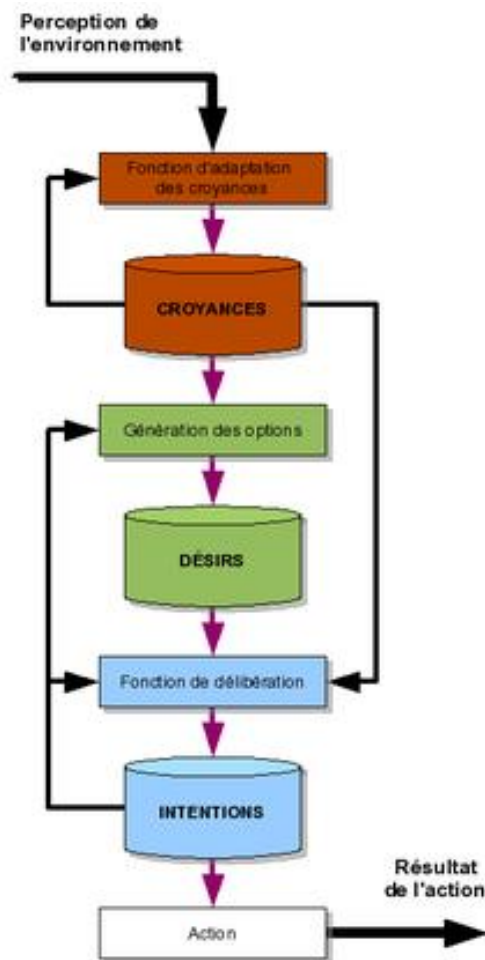 Perception de
l'environnement
Fonction d'adaptation
des croyances
CROYANCES
Génération des options
DÉSIRS
Fonction de délibération
INTENTIONS
Action
Résultat
de l'action